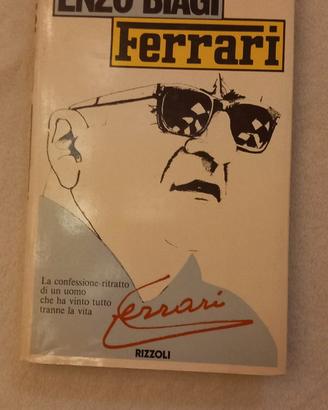 ENZO BIAGI
Ferrari
La confessione-ritratto
di un uomo
che ha vinto tutto
tranne la vita
Ferrari
RIZZOLI